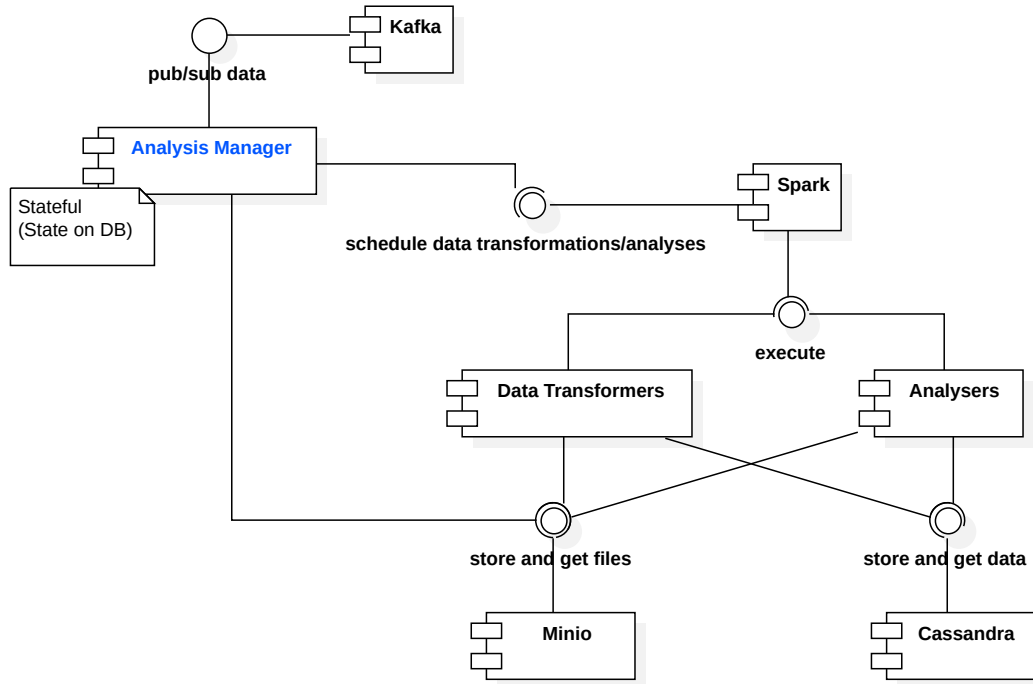 Kafka
pub/sub data
Analysis Manager
Stateful
(State on DB)
Spark
schedule data transformations/analyses
execute
Data Transformers
Analysers
store and get files
store and get data
Minio
Cassandra